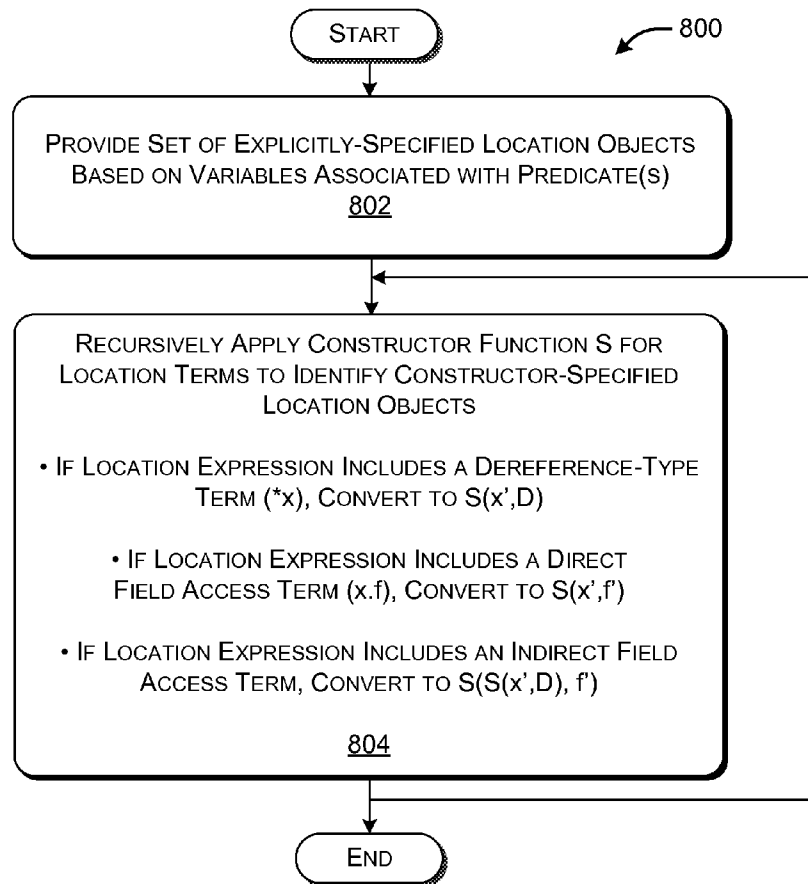 START
800
PROVIDE SET OF EXPLICITLY-SPECIFIED LOCATION OBJECTS
BASED ON VARIABLES ASSOCIATED WITH PREDICATE(S)
802
RECURSIVELY APPLY CONSTRUCTOR FUNCTION S FOR
LOCATION TERMS TO IDENTIFY CONSTRUCTOR-SPECIFIED
LOCATION OBJECTS
• IF LOCATION EXPRESSION INCLUDES A DEREFERENCE-TYPE
TERM (*x), CONVERT TO S(x',D)
• IF LOCATION EXPRESSION INCLUDES A DIRECT
FIELD ACCESS TERM (x.f), CONVERT TO S(x',f')
• IF LOCATION EXPRESSION INCLUDES AN INDIRECT FIELD
ACCESS TERM, CONVERT TO S(S(x',D), f')
804
END